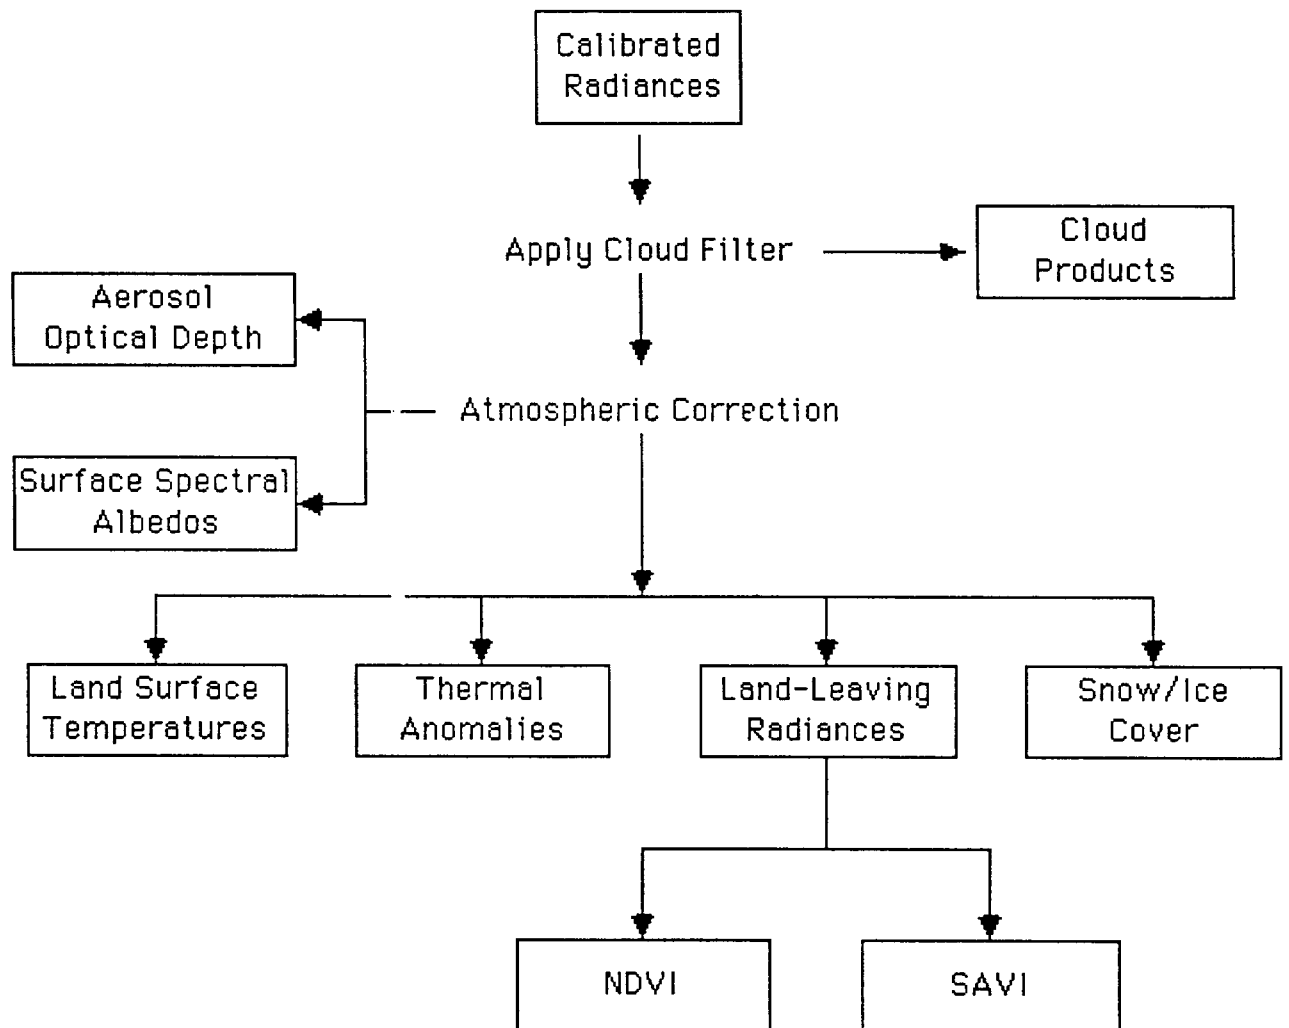 Calibrated
Radiances
Apply Cloud Filter
Cloud
Products
Aerosol
Optical Depth
Atmospheric Correction
Surface Spectral
Albedos
Land Surface
Temperatures
Thermal
Anomalies
Land-Leaving
Radiances
Snow/Ice
Cover
NDVI
SAVI